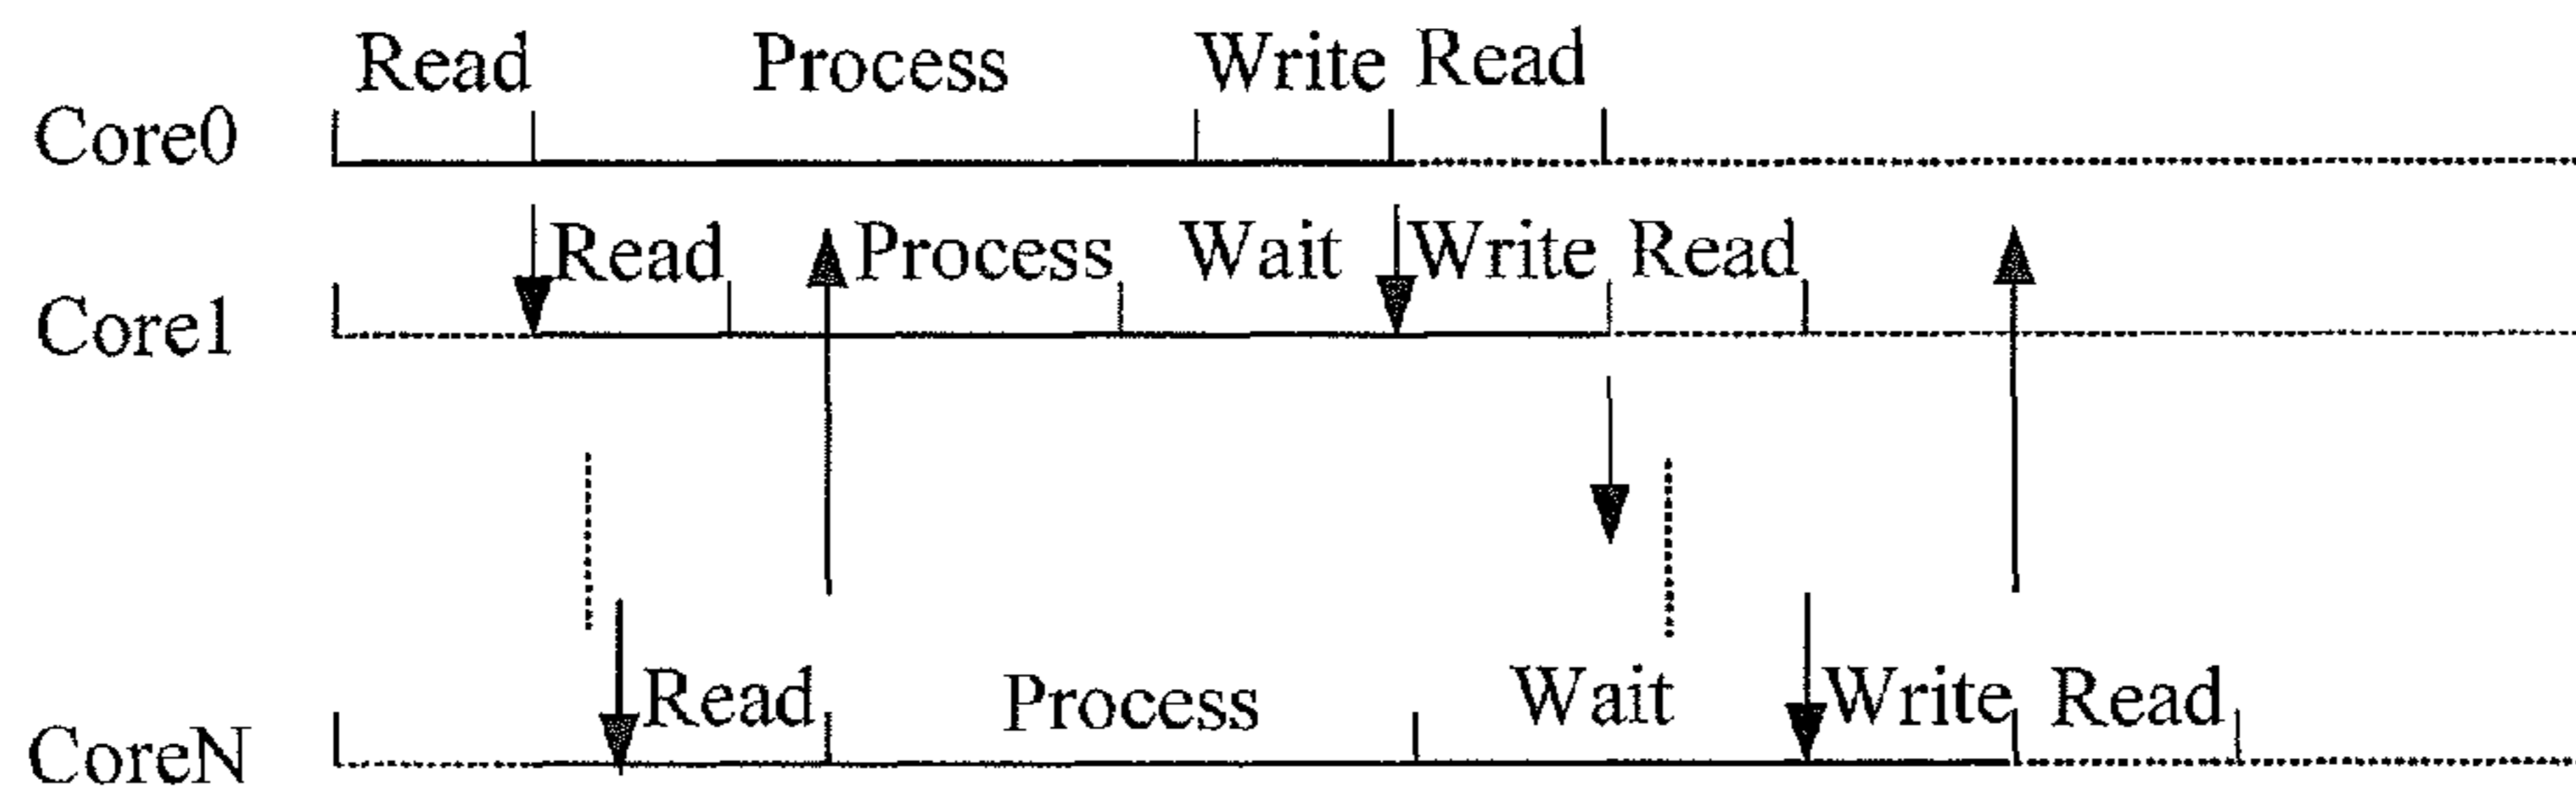 Read Process Write Read
Core0
Read Process Wait Write Read
Core1
Read Process Wait Write Read
CoreN